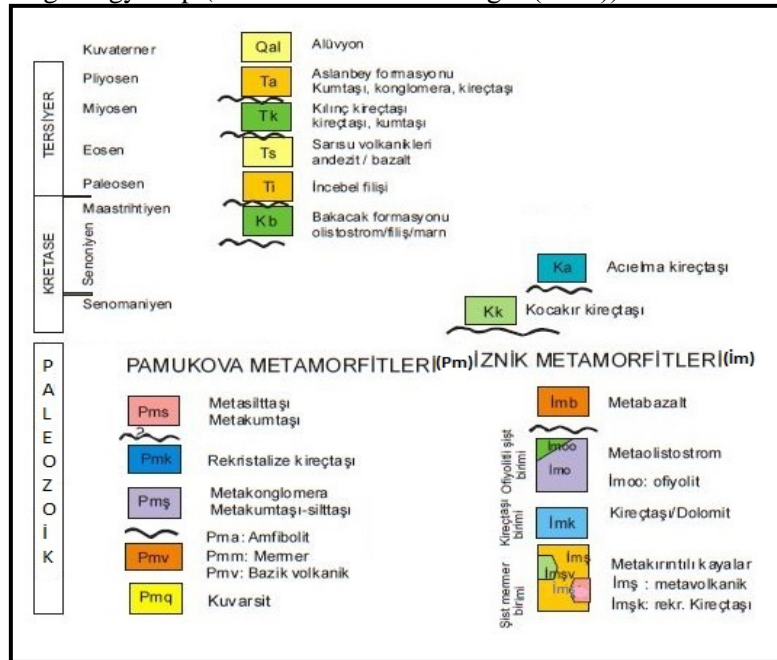 Kuvaterner Qal Alüvyon
TERSİYER
Pliyosen Ta Aslanbey formasyonu
Kumtaşı, konglomera, kireçtaşı
Miyosen Tk Kılınç kireçtaşı
kireçtaşı, kumtaşı
Eosen Ts Sarısu volkanikleri
andezit / bazalt
Paleosen Ti İncebel filişi
KRETASE
Senoniyen
Maastrihtiyen Kb Bakacak formasyonu
olistostrom/filiş/marn
Ka Acıelma kireçtaşı
Senomaniyen Kk Kocakır kireçtaşı
PALEOZOİK
PAMUKOVA METAMORFİTLERİ(Pm)
Pms Metasilttaşı
Metakumtaşı
?
Pmk Rekristalize kireçtaşı
Pmş Metakonglomera
Metakumtaşı-silttaşı
Pma: Amfibolit
Pmv Pmm: Mermer
Pmv: Bazik volkanik
Pmq Kuvarsit
İZNİK METAMORFİTLERİ(İm)
İmb Metabazalt
Ofiyolitli şist
birimi
İmoo Metaolistostrom
İmo İmoo: ofiyolit
Kireçtaşı
birimi
İmk Kireçtaşı/Dolomit
Şist mermer
birimi
İmş Metakırıntılı kayalar
İmşv İmş : metavolkanik
İmşk: rekr. Kireçtaşı